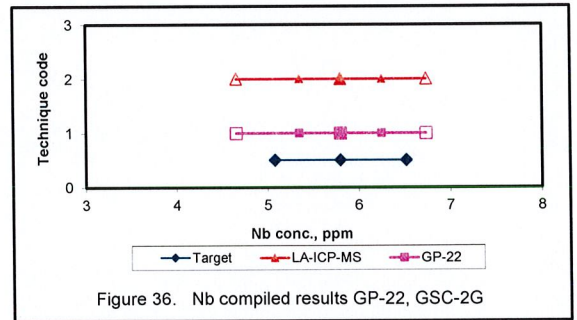 3
2
1
0
Technique code
3 4 5 6 7 8
Nb conc., ppm
Target LA-ICP-MS GP-22
Figure 36. Nb compiled results GP-22, GSC-2G